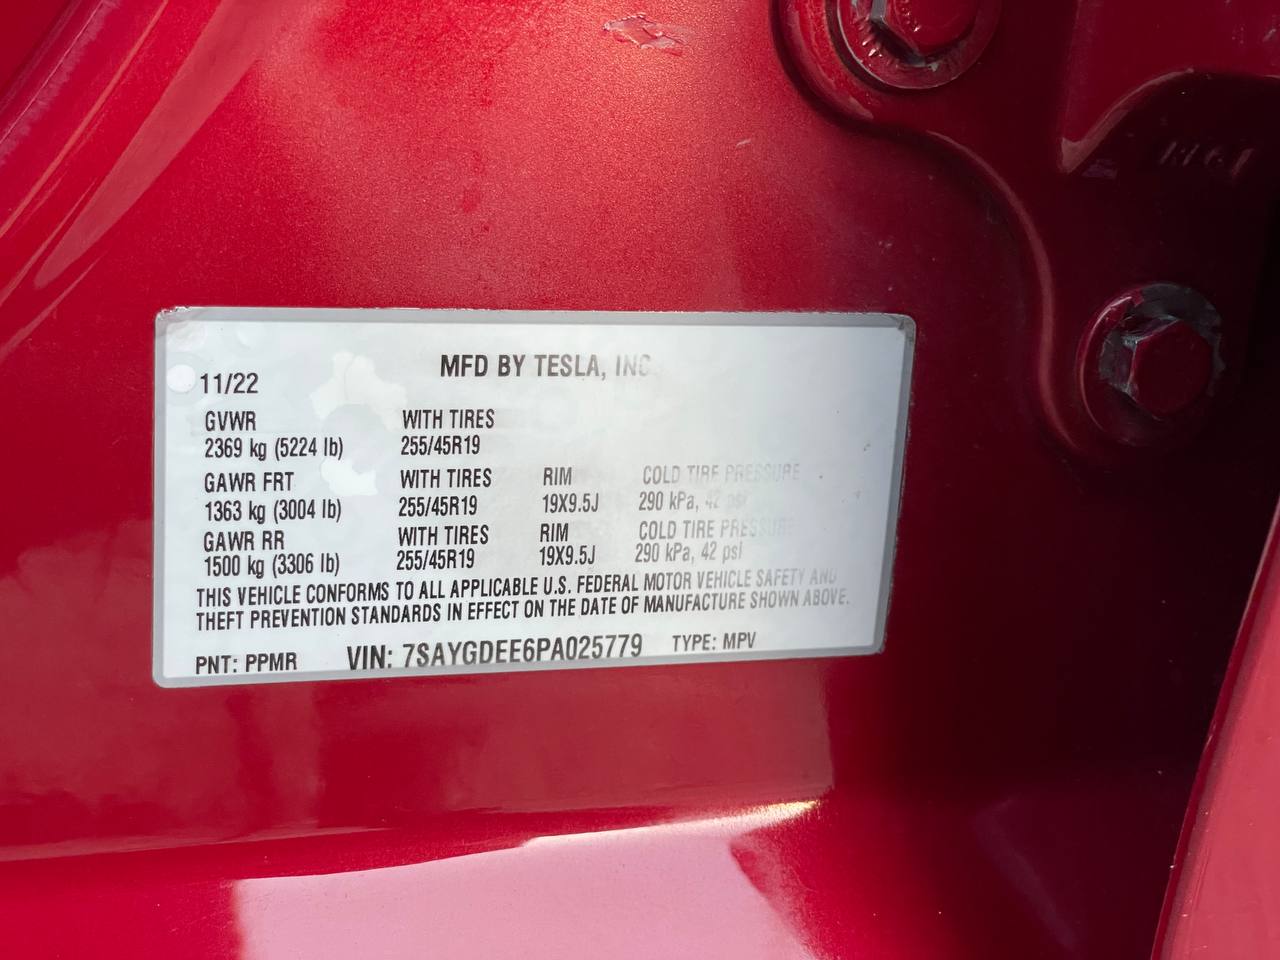 MFD BY TESLA, INC
11/22
GVWR WITH TIRES
2369 kg (5224 lb) 255/45R19
GAWR FRT WITH TIRES RIM COLD TIRE PRESSURE
1363 kg (3004 lb) 255/45R19 19X9.5J 290 kPa, 42 psi
GAWR RR WITH TIRES RIM COLD TIRE PRESSURE
1500 kg (3306 lb) 255/45R19 19X9.5J 290 kPa, 42 psi
THIS VEHICLE CONFORMS TO ALL APPLICABLE U.S. FEDERAL MOTOR VEHICLE SAFETY AND
THEFT PREVENTION STANDARDS IN EFFECT ON THE DATE OF MANUFACTURE SHOWN ABOVE.
PNT: PPMR VIN: 7SAYGDEE6PA025779 TYPE: MPV